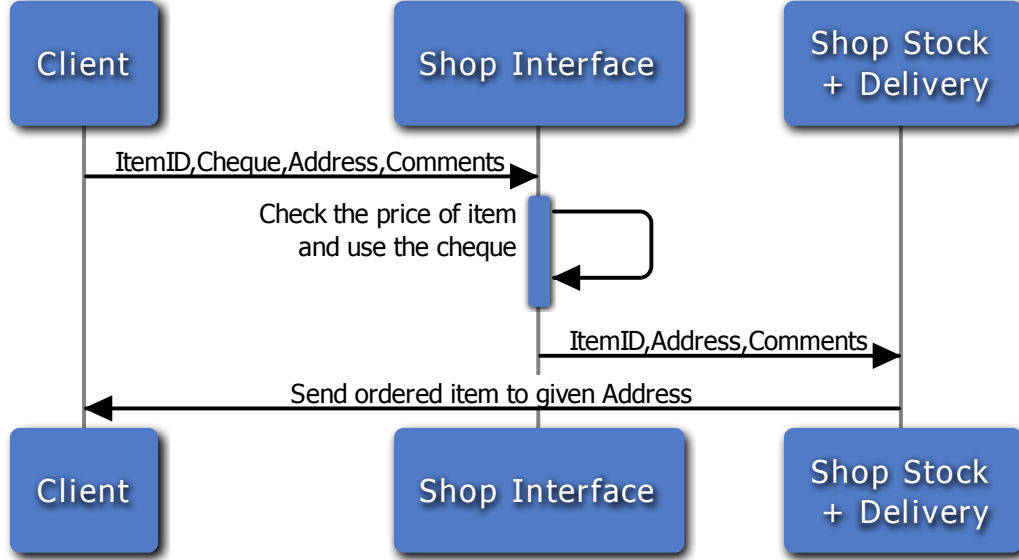 Client
Shop Interface
Shop Stock
+ Delivery
ItemID,Cheque,Address,Comments
Check the price of item
and use the cheque
ItemID,Address,Comments
Send ordered item to given Address
Client
Shop Interface
Shop Stock
+ Delivery